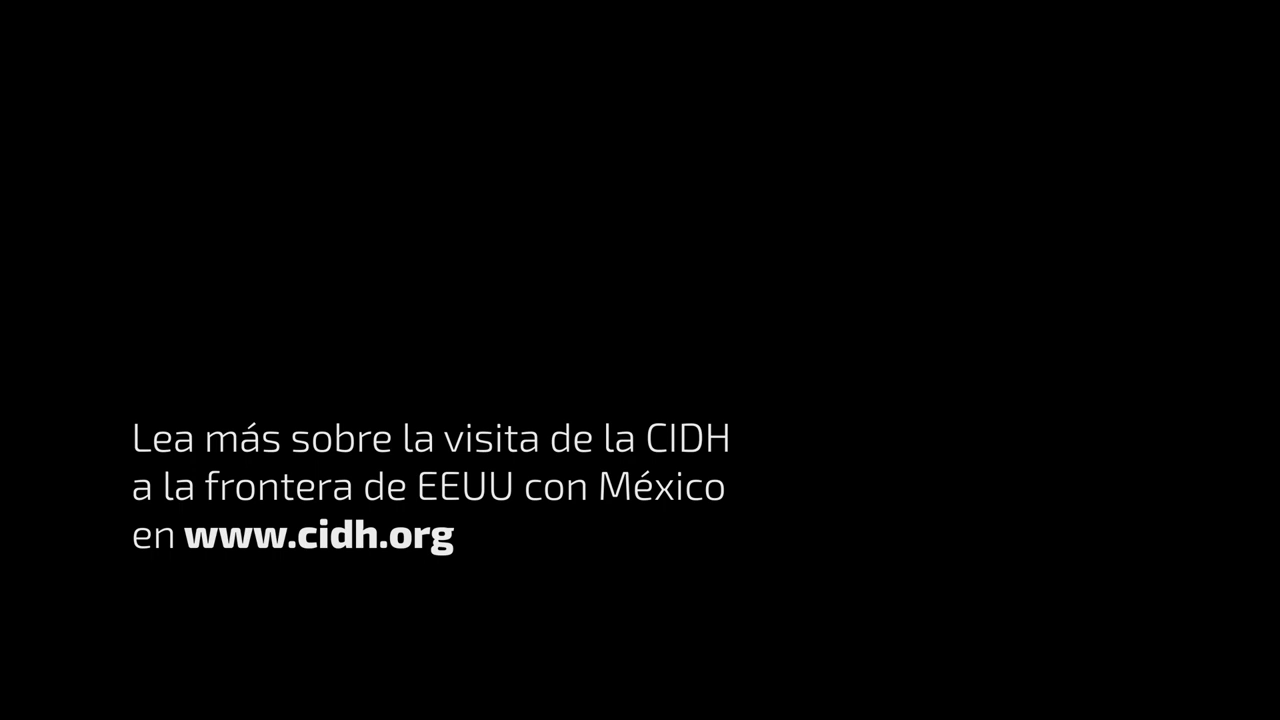 Lea más sobre la visita de la CIDH
a la frontera de EEUU con México
en www.cidh.org